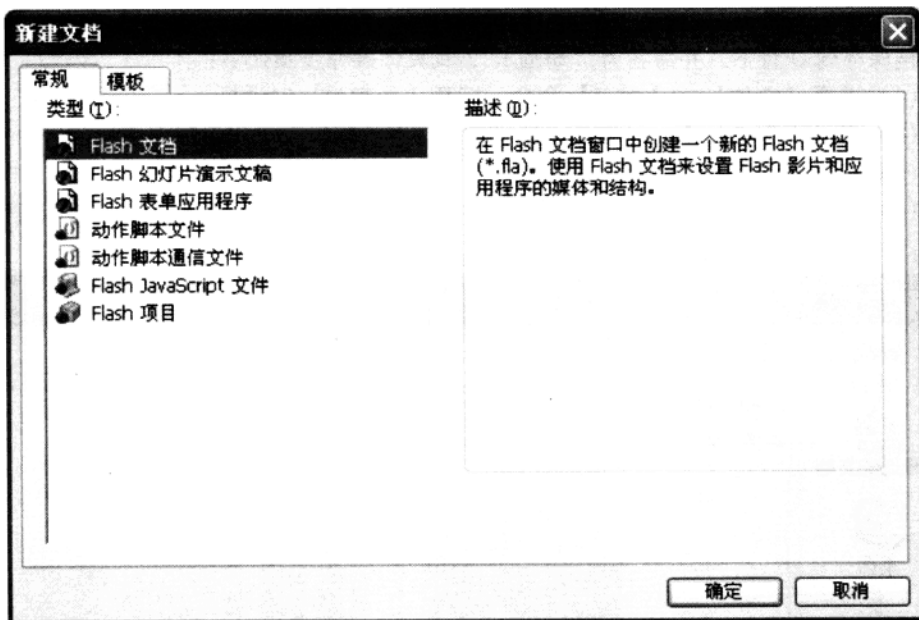 新建文档
常规 模板
类型(T):
Flash 文档
Flash 幻灯片演示文稿
Flash 表单应用程序
动作脚本文件
动作脚本通信文件
Flash JavaScript 文件
Flash 项目
描述(D):
在 Flash 文档窗口中创建一个新的 Flash 文档
(*.fla)。使用 Flash 文档来设置 Flash 影片和应
用程序的媒体和结构。
确定 取消